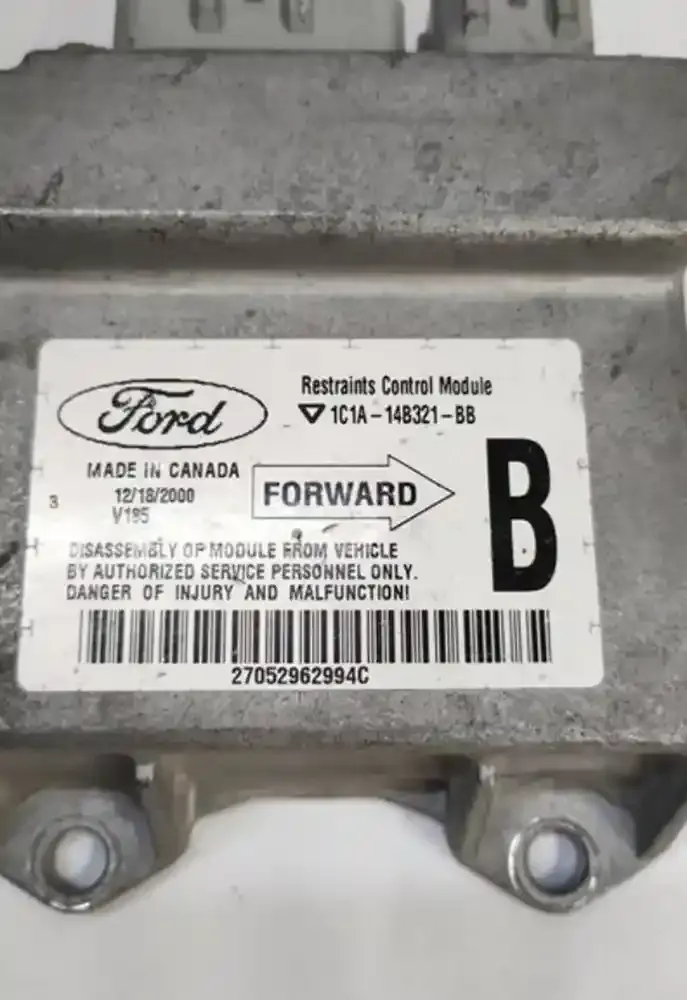 Ford
Restraints Control Module
1C1A-14B321-BB
MADE IN CANADA
3
12/18/2000
V195
FORWARD
B
DISASSEMBLY OF MODULE FROM VEHICLE
BY AUTHORIZED SERVICE PERSONNEL ONLY.
DANGER OF INJURY AND MALFUNCTION!
27052962994C